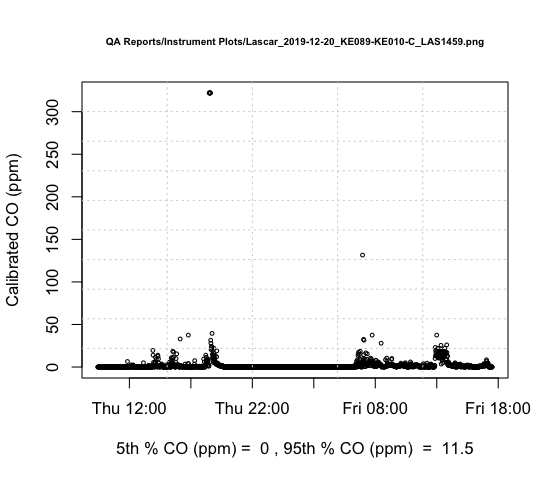 QA Reports/Instrument Plots/Lascar_2019-12-20_KE089-KE010-C_LAS1459.png
Calibrated CO (ppm)
300
250
200
150
100
50
0
Thu 12:00 Thu 22:00 Fri 08:00 Fri 18:00
5th % CO (ppm) = 0 , 95th % CO (ppm) = 11.5